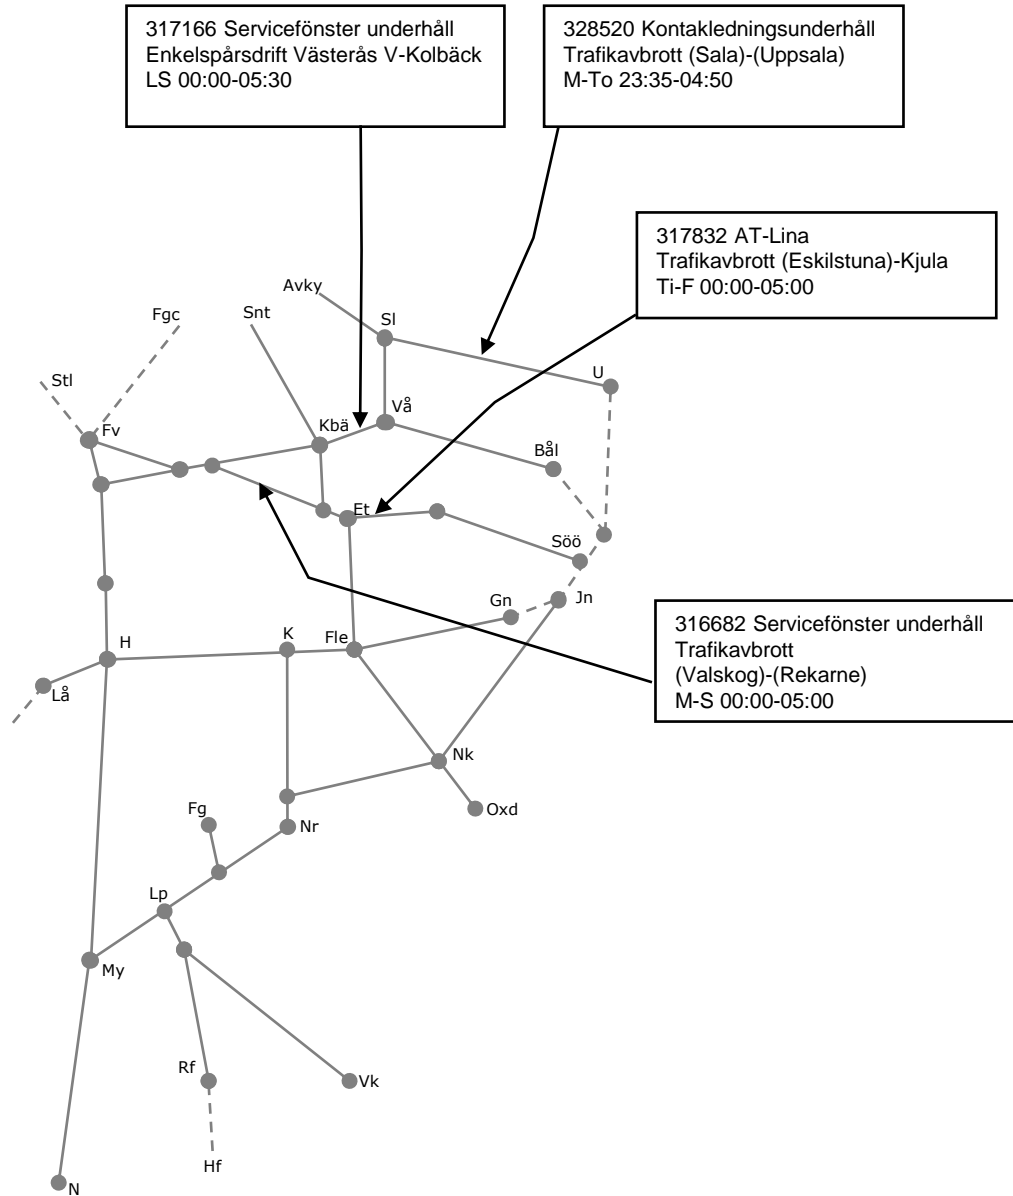 317166 Servicefönster underhåll
Enkelspårsdrift Västerås V-Kolbäck
LS 00:00-05:30
328520 Kontakledningsunderhåll
Trafikavbrott (Sala)-(Uppsala)
M-To 23:35-04:50
317832 AT-Lina
Trafikavbrott (Eskilstuna)-Kjula
Ti-F 00:00-05:00
Avky
Fgc
Snt
Sl
Stl
U
Vå
Fv
Kbä
Bål
Et
Söö
Gn
Jn
316682 Servicefönster underhåll
Trafikavbrott
(Valskog)-(Rekarne)
M-S 00:00-05:00
H
K
Fle
Lå
Nk
Fg
Oxd
Nr
Lp
My
Rf
Vk
Hf
N